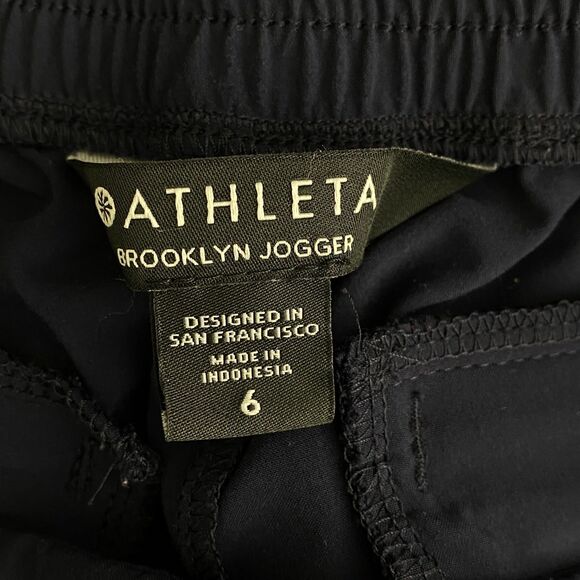 ATHLETA
BROOKLYN JOGGER
DESIGNED IN
SAN FRANCISCO
MADE IN
INDONESIA
6